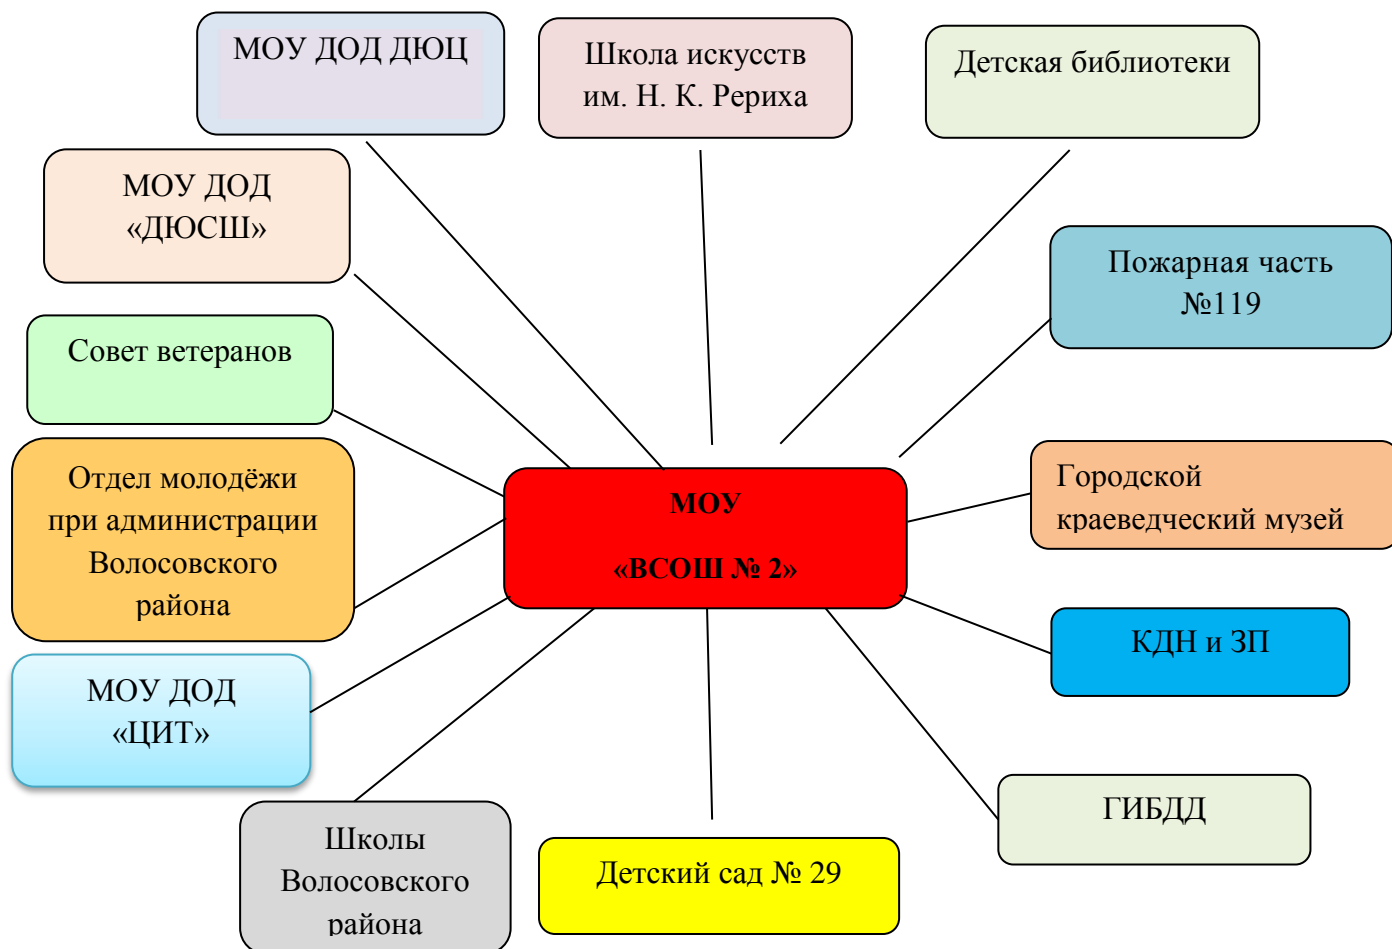 МОУ ДОД ДЮЦ
Школа искусств
им. Н. К. Рериха
Детская библиотеки
МОУ ДОД
«ДЮСШ»
Пожарная часть
№119
Совет ветеранов
Отдел молодёжи
при администрации
Волосовского
района
МОУ
«ВСОШ № 2»
Городской
краеведческий музей
КДН и ЗП
МОУ ДОД
«ЦИТ»
ГИБДД
Школы
Волосовского
района
Детский сад № 29